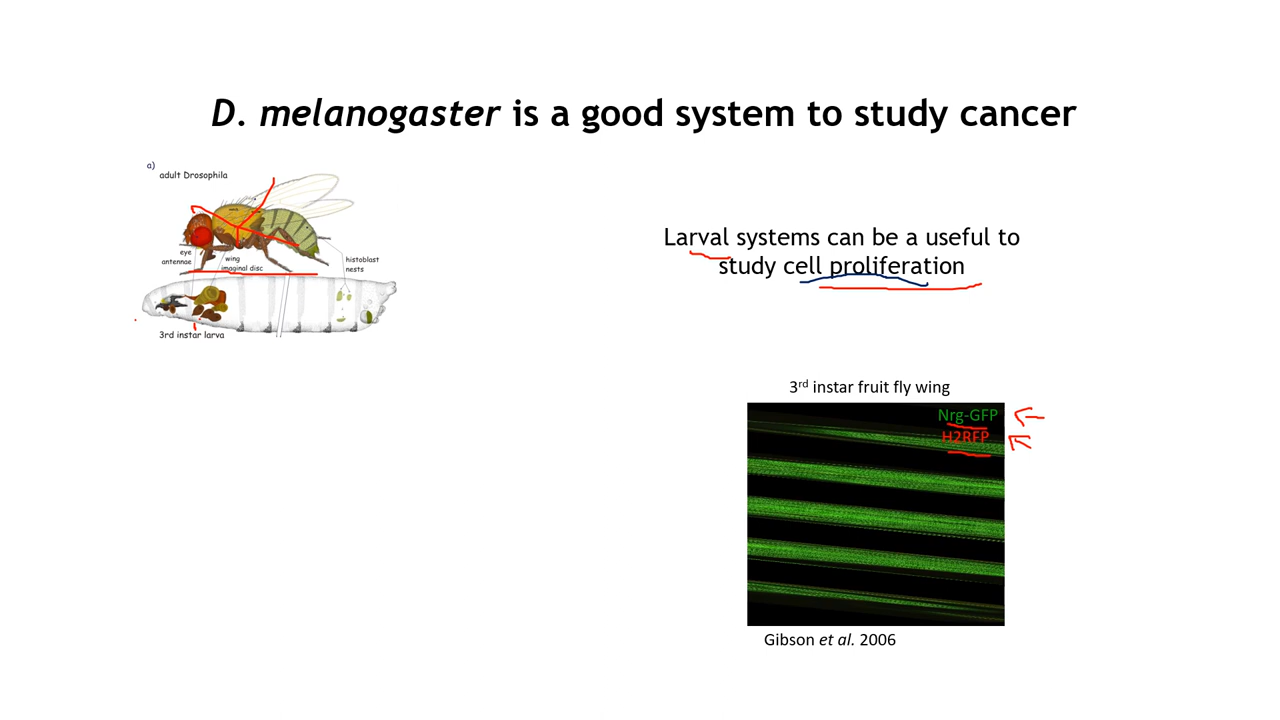 D. melanogaster is a good system to study cancer
a)
adult Drosophila
eye
antennae
wing
imaginal disc
histoblast
nests
3rd instar larva
Larval systems can be a useful to
study cell proliferation
3rd instar fruit fly wing
Nrg-GFP
H2RFP
Gibson et al. 2006